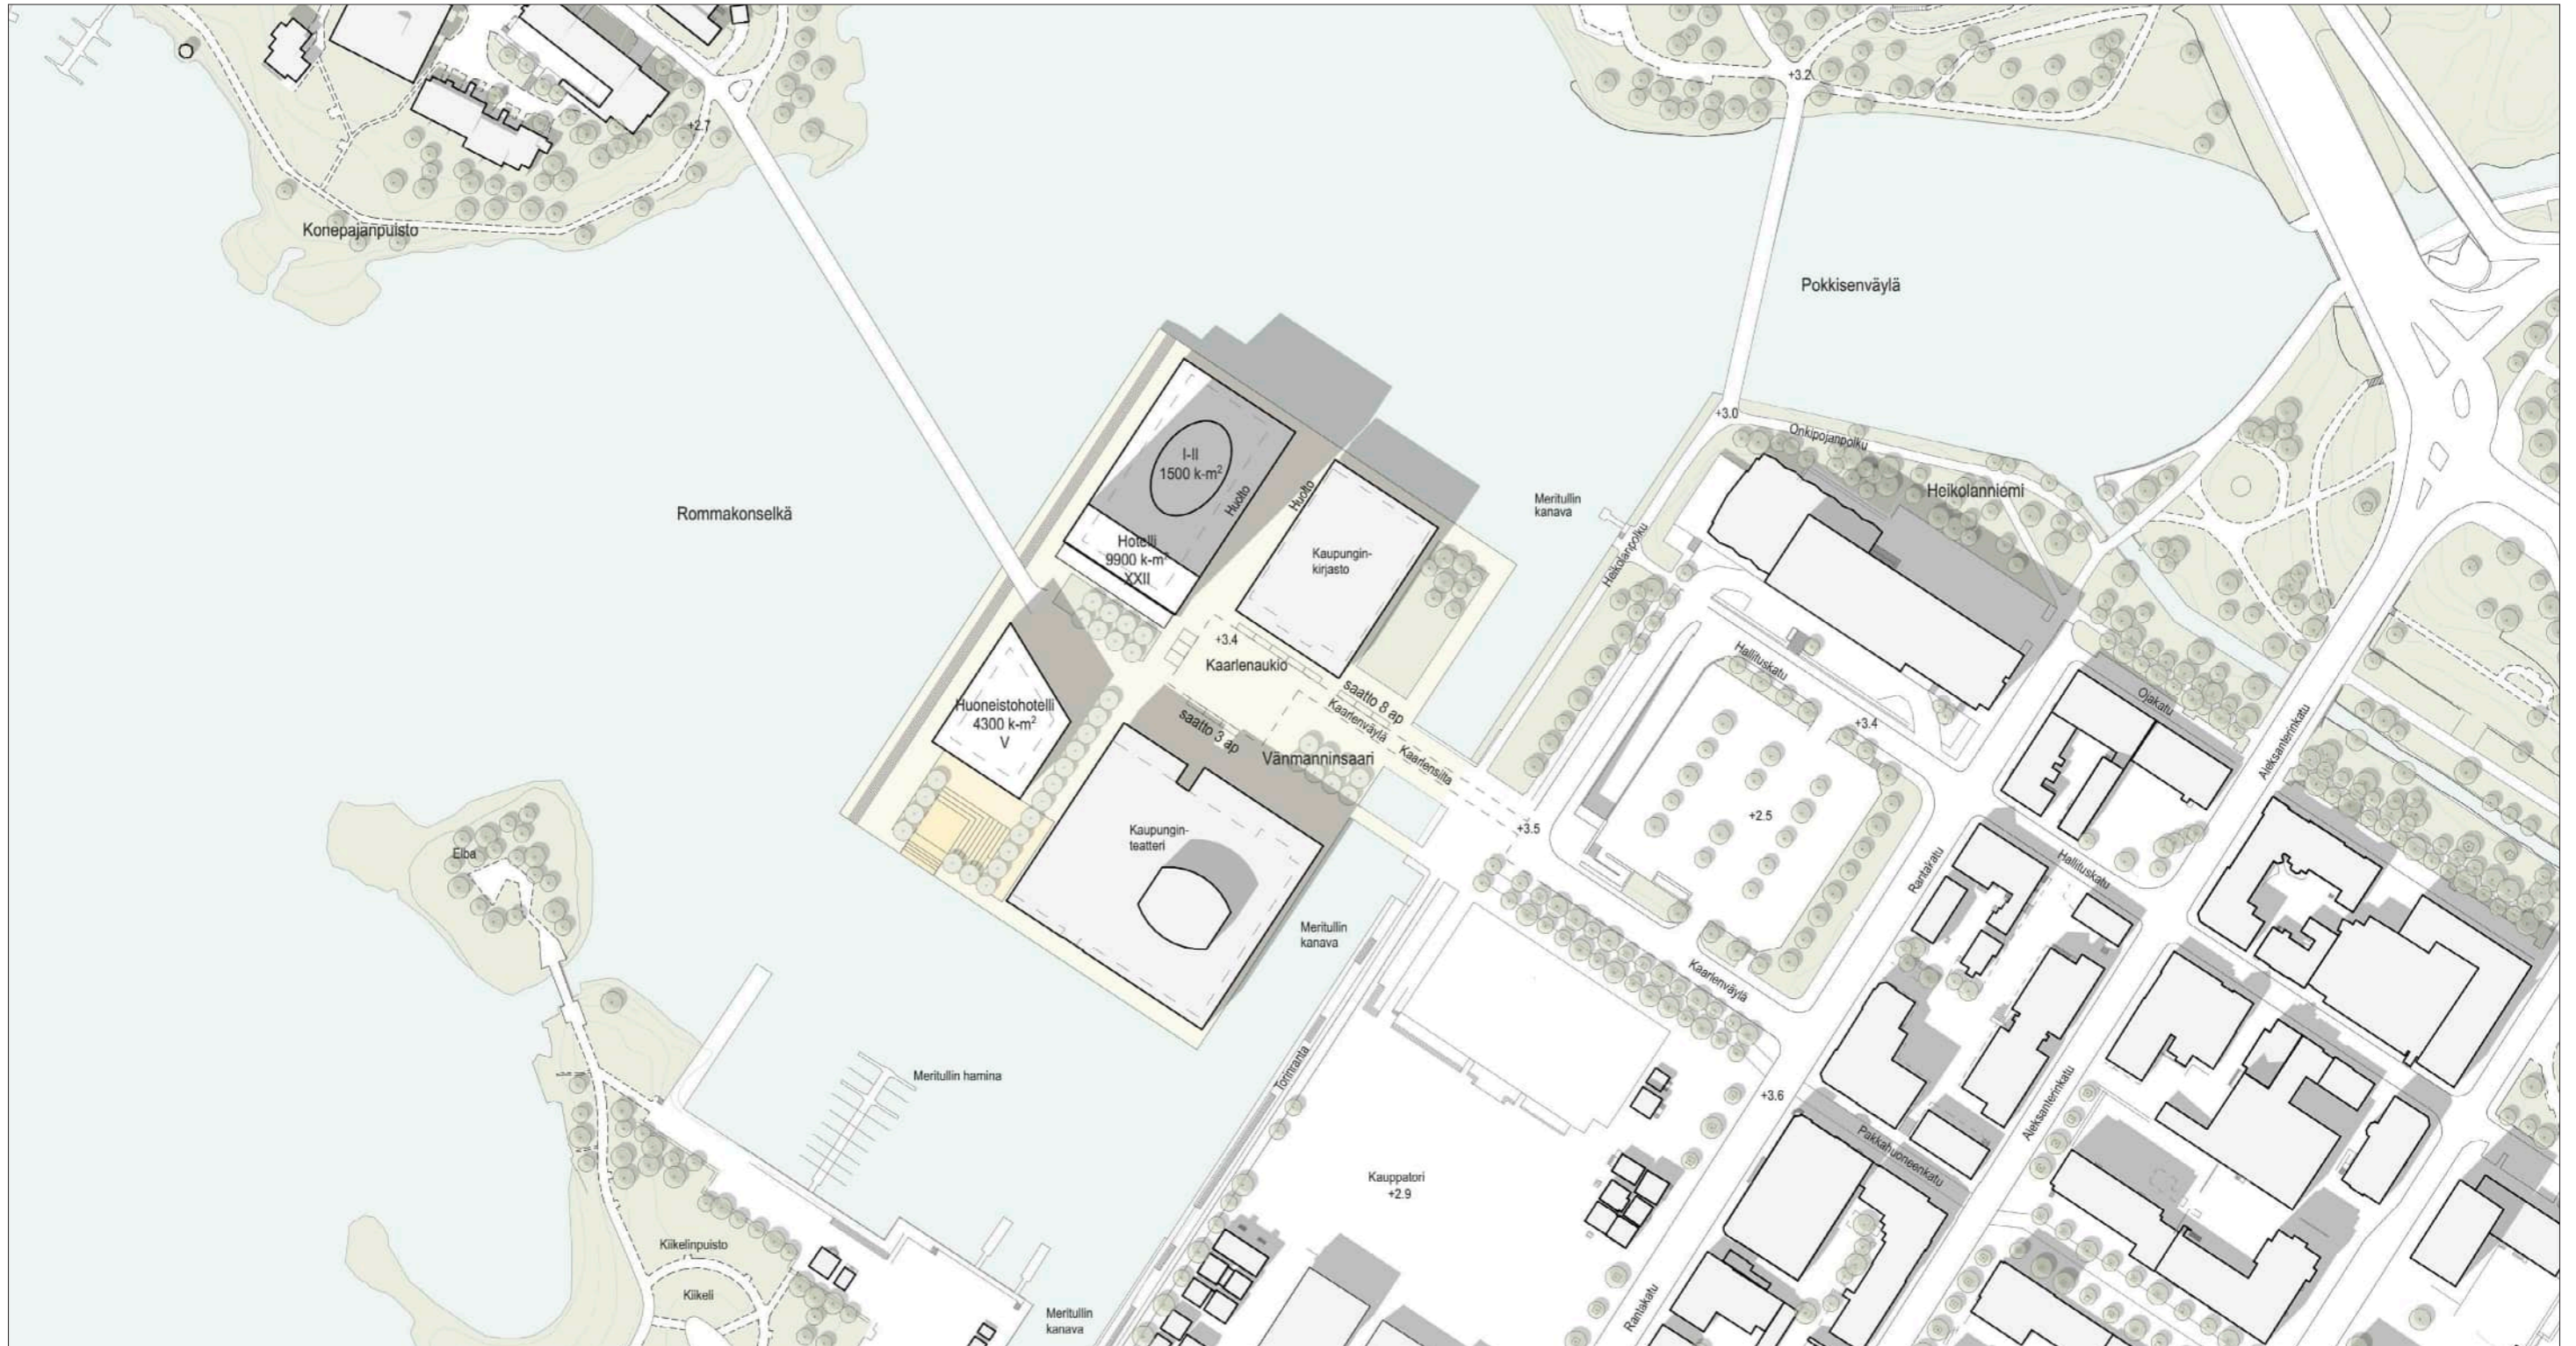 +3.2
+2.7
Konepajanpuisto
Pokkisenväylä
+3.0
Onkipojanpolku
I-II
1500 k-m²
Huolto
Huolto
Heikolanniemi
Meritullin
kanava
Rommakonselkä
Hotelli
9900 k-m²
XXII
Kaupungin-
kirjasto
Heikolanpolku
+3.4
Kaarlenaukio
Hallituskatu
saatto 8 ap
Kaarlenväylä
Huoneistohotelli
4300 k-m²
V
saatto 3 ap
Vänmanninsaari
Kaarlensilta
+3.4
Ojakatu
Aleksanterinkatu
+3.5
+2.5
Kaupungin-
teatteri
Elba
Rantakatu
Hallituskatu
Meritullin
kanava
Kaarlenväylä
Torinranta
Meritullin hamina
+3.6
Aleksanterinkatu
Pakkahuoneenkatu
Kauppatori
+2.9
Kiikelinpuisto
Kiikeli
Meritullin
kanava
Rantakatu